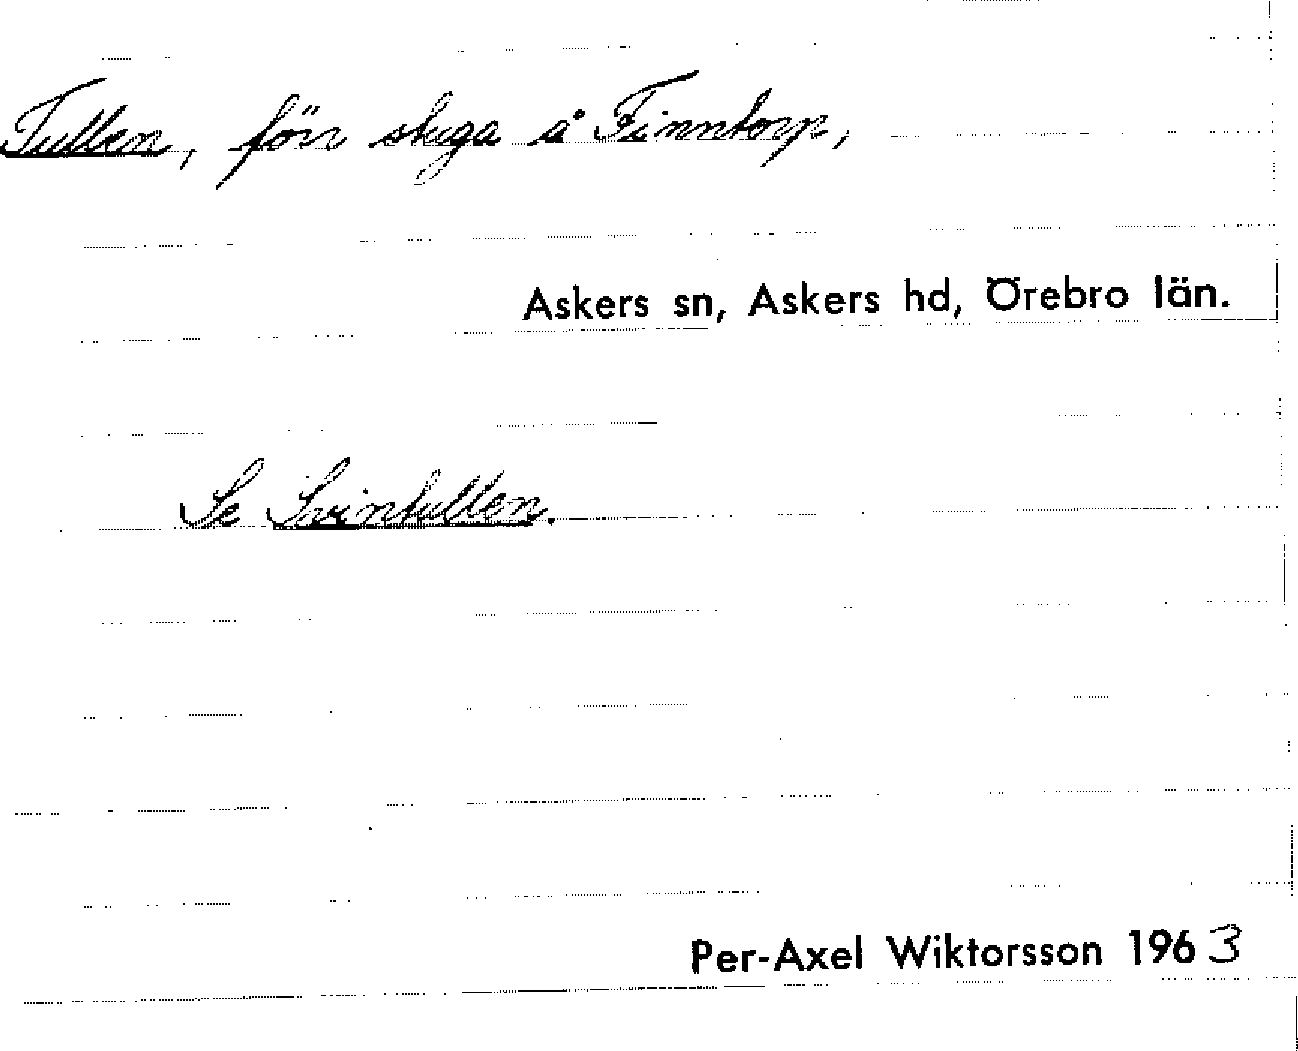 Tullen, förr stuga å Finntorp,
Askers sn, Askers hd, Örebro län.
Se Svintullen.
Per-Axel Wiktorsson 1963